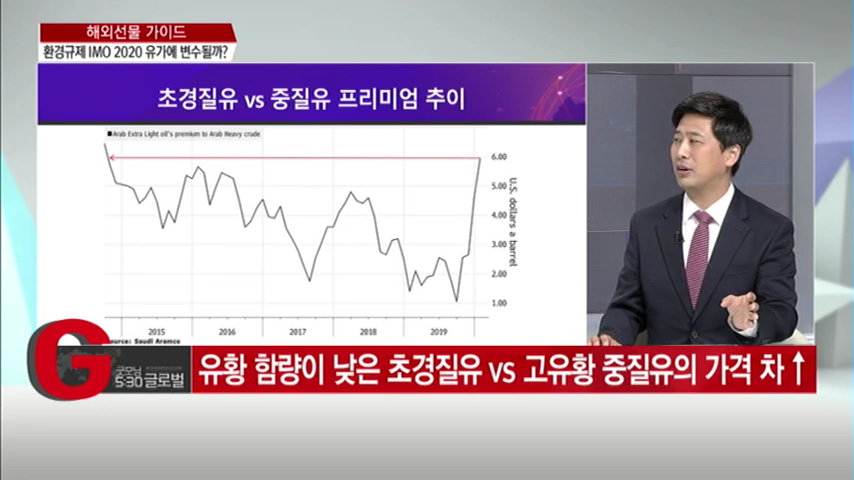 해외선물 가이드
환경규제 IMO 2020 유가에 변수될까?
초경질유 vs 중질유 프리미엄 추이
Arab Extra Light oil's premium to Arab Heavy crude
6.00
5.00
4.00
3.00
2.00
1.00
U.S. dollars a barrel
2015 2016 2017 2018 2019
ource: Saudi Aramco
G
굿모닝
5:30 글로벌
유황 함량이 낮은 초경질유 vs 고유황 중질유의 가격 차↑